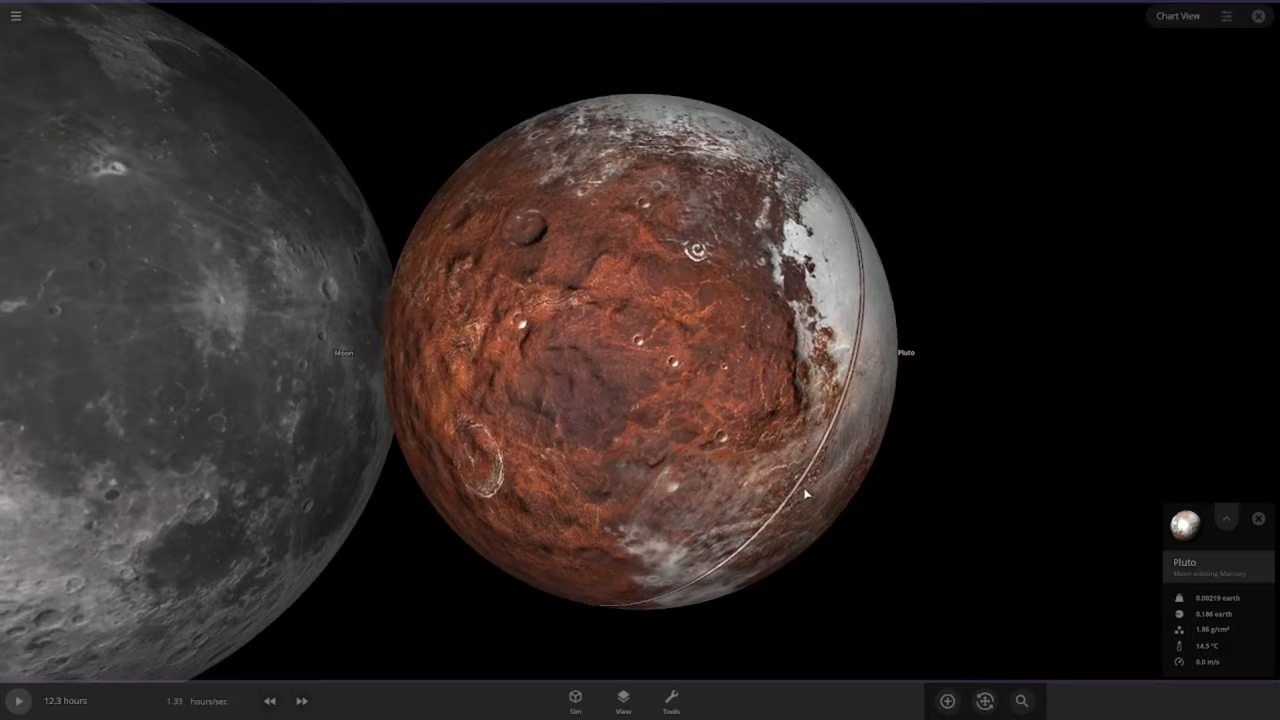 Chart View
Moon
Pluto
Pluto
Moon orbiting Mercury
0.00219 earth
0.186 earth
1.86 g/cm³
14.5 °C
0.0 m/s
12.3 hours
1.33 hours/sec
Sim
View
Tools